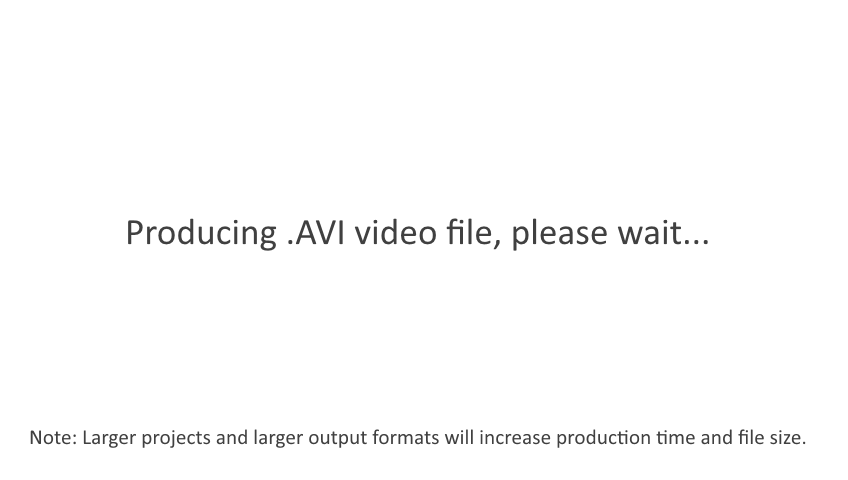 Producing .AVI video file, please wait...
Note: Larger projects and larger output formats will increase production time and file size.